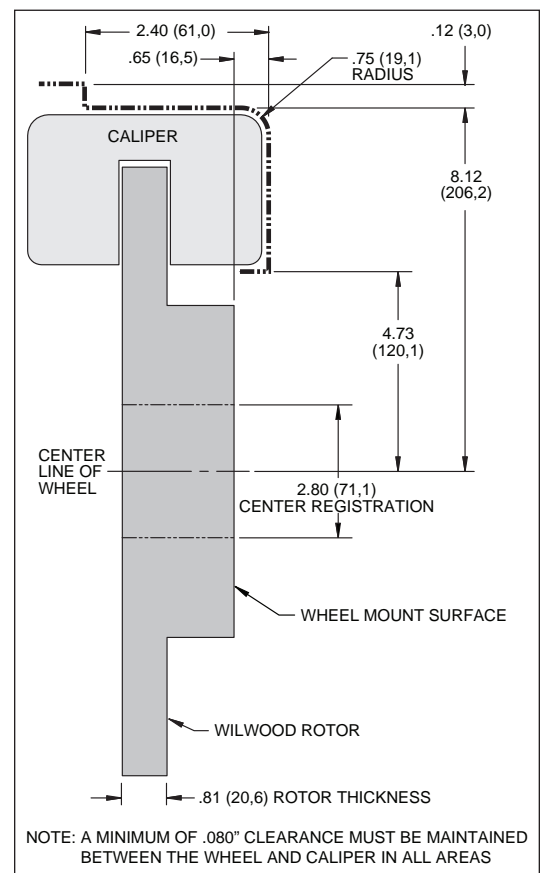 2.40 (61,0)
.12 (3,0)
.65 (16,5)
.75 (19,1)
RADIUS
CALIPER
8.12
(206,2)
4.73
(120,1)
CENTER
LINE OF
WHEEL
2.80 (71,1)
CENTER REGISTRATION
WHEEL MOUNT SURFACE
WILWOOD ROTOR
.81 (20,6) ROTOR THICKNESS
NOTE: A MINIMUM OF .080" CLEARANCE MUST BE MAINTAINED
BETWEEN THE WHEEL AND CALIPER IN ALL AREAS